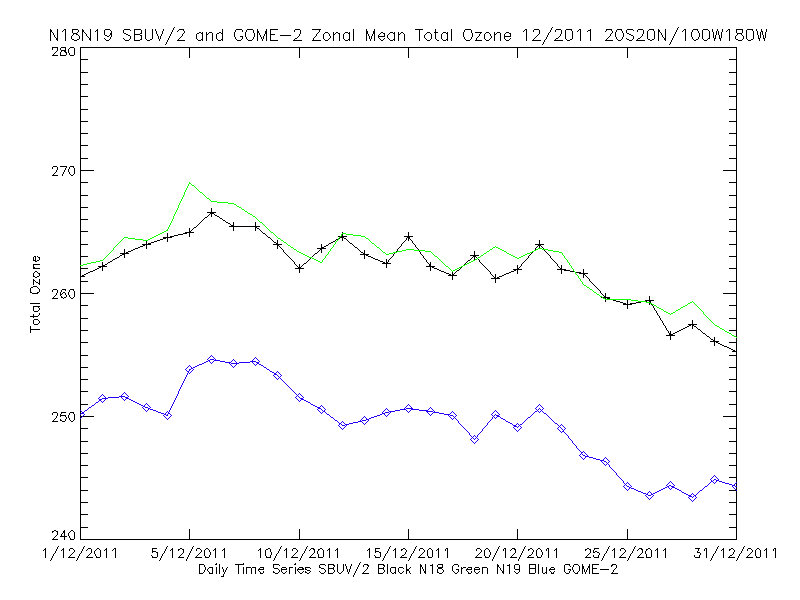 N18N19 SBUV/2 and GOME-2 Zonal Mean Total Ozone 12/2011 20S20N/100W180W
280
270
260
250
240
Total Ozone
1/12/2011 5/12/2011 10/12/2011 15/12/2011 20/12/2011 25/12/2011 31/12/2011
Daily Time Series SBUV/2 Black N18 Green N19 Blue GOME-2